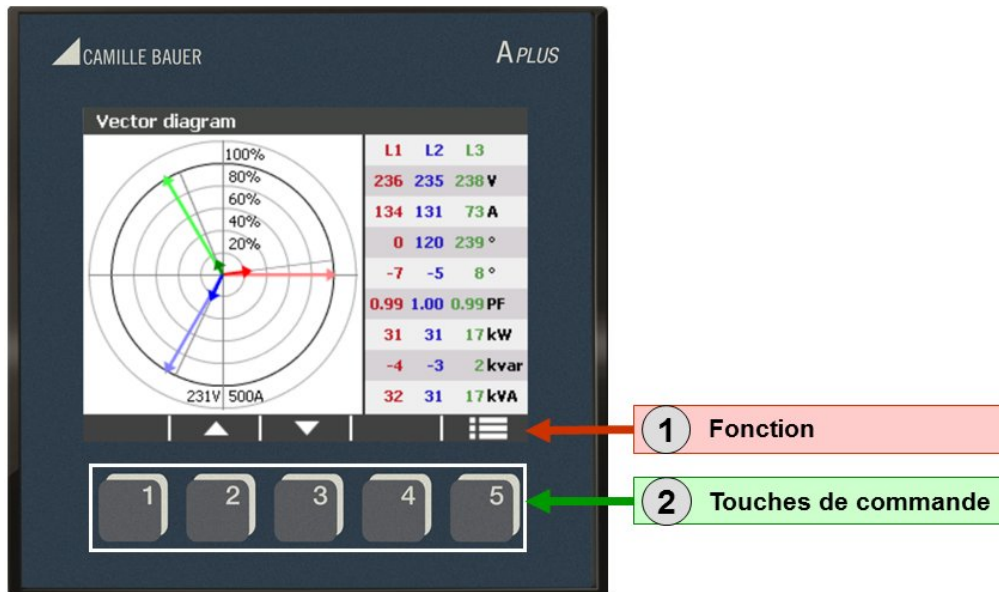 CAMILLE BAUER
APLUS
Vector diagram
100%
80%
60%
40%
20%
231V 500A
L1 L2 L3
236 235 238 V
134 131 73 A
0 120 239 °
-7 -5 8 °
0.99 1.00 0.99 PF
31 31 17 kW
-4 -3 2 kvar
32 31 17 kVA
1 Fonction
1 2 3 4 5
2 Touches de commande